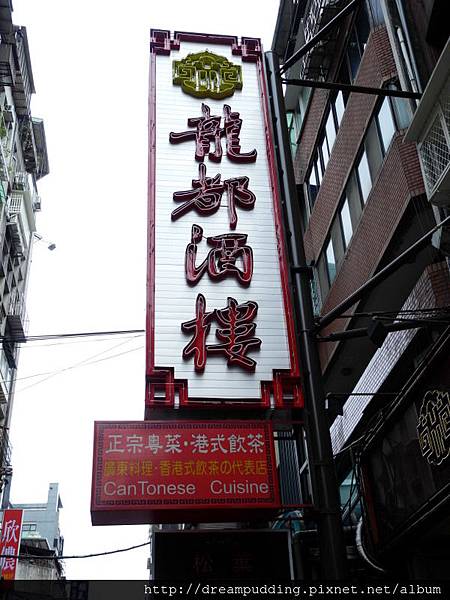 龍都酒樓
正宗粵菜·港式飲茶
廣東料理·香港式飲茶の代表店
CanTonese Cuisine
http://dreampudding.pixnet.net/album